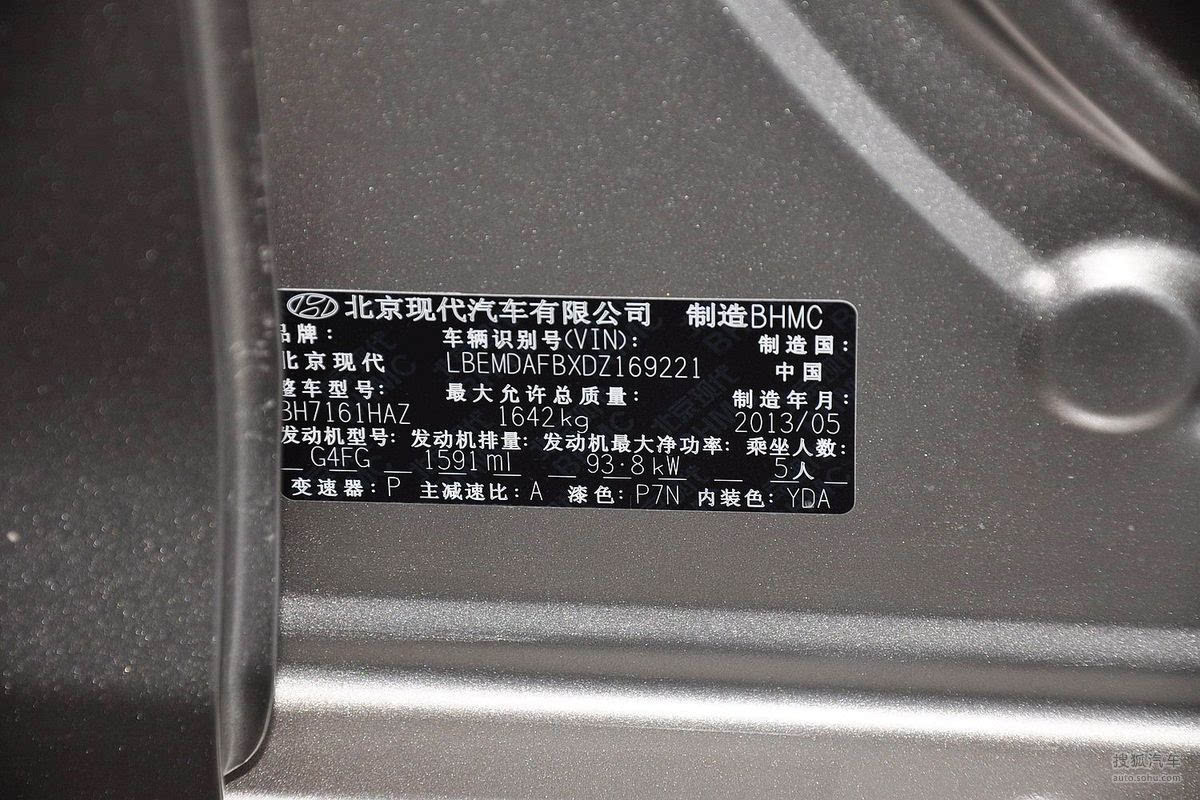 北京现代汽车有限公司 制造BHMC
品牌： 车辆识别号(VIN)： 制造国：
北京现代 LBEMDAFBXDZ169221 中国
整车型号： 最大允许总质量： 制造年月：
BH7161HAZ 1642kg 2013/05
发动机型号： 发动机排量： 发动机最大净功率： 乘坐人数：
G4FG 1591ml 93.8kW 5人
变速器：P 主减速比：A 漆色：P7N 内装色：YDA
搜狐汽车
auto.sohu.com